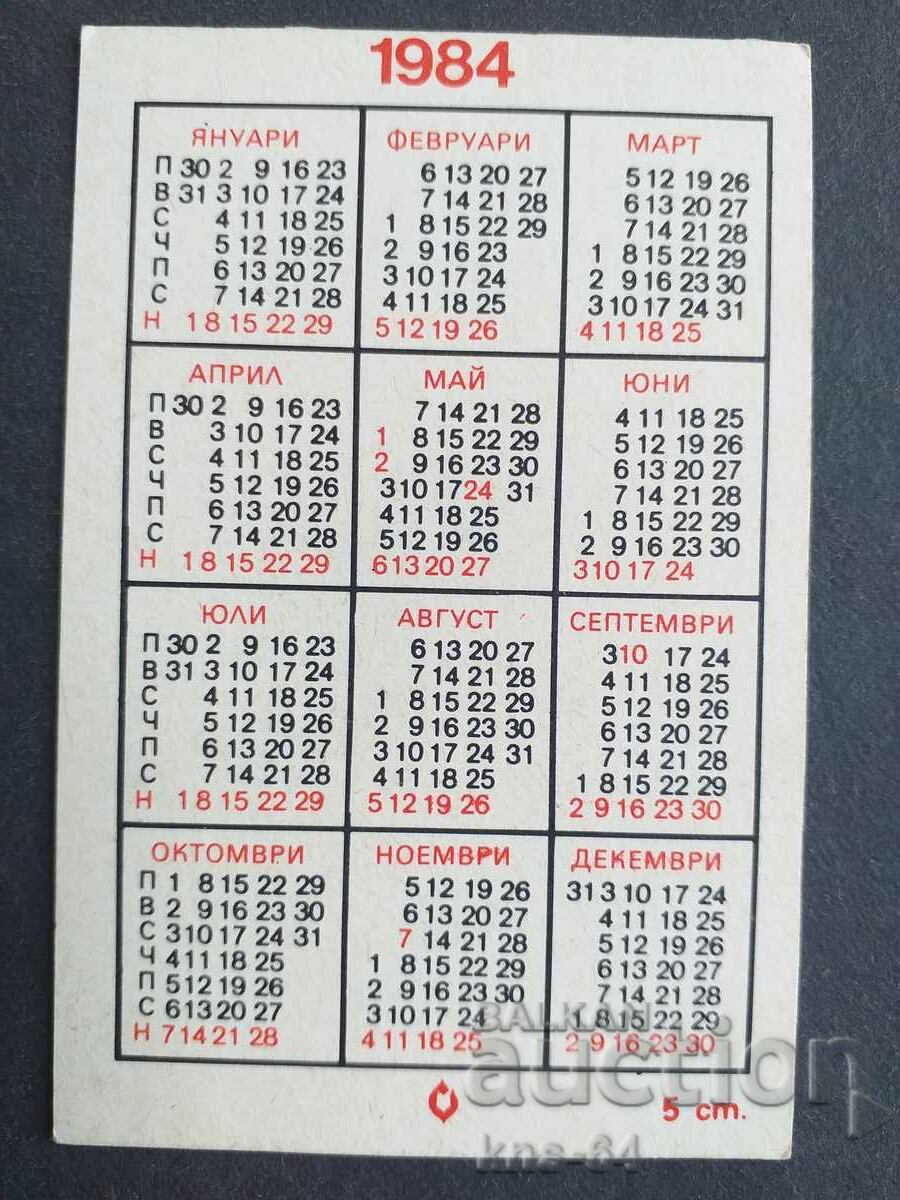 1984
ЯНУАРИ
П 30 2 9 16 23
В 31 3 10 17 24
С 4 11 18 25
Ч 5 12 19 26
П 6 13 20 27
С 7 14 21 28
Н 1 8 15 22 29
ФЕВРУАРИ
6 13 20 27
7 14 21 28
1 8 15 22 29
2 9 16 23
3 10 17 24
4 11 18 25
5 12 19 26
МАРТ
5 12 19 26
6 13 20 27
7 14 21 28
1 8 15 22 29
2 9 16 23 30
3 10 17 24 31
4 11 18 25
АПРИЛ
П 30 2 9 16 23
В 3 10 17 24
С 4 11 18 25
Ч 5 12 19 26
П 6 13 20 27
С 7 14 21 28
Н 1 8 15 22 29
МАЙ
7 14 21 28
1 8 15 22 29
2 9 16 23 30
3 10 17 24 31
4 11 18 25
5 12 19 26
6 13 20 27
ЮНИ
4 11 18 25
5 12 19 26
6 13 20 27
7 14 21 28
1 8 15 22 29
2 9 16 23 30
3 10 17 24
ЮЛИ
П 30 2 9 16 23
В 31 3 10 17 24
С 4 11 18 25
Ч 5 12 19 26
П 6 13 20 27
С 7 14 21 28
Н 1 8 15 22 29
АВГУСТ
6 13 20 27
7 14 21 28
1 8 15 22 29
2 9 16 23 30
3 10 17 24 31
4 11 18 25
5 12 19 26
СЕПТЕМВРИ
3 10 17 24
4 11 18 25
5 12 19 26
6 13 20 27
7 14 21 28
1 8 15 22 29
2 9 16 23 30
ОКТОМВРИ
П 1 8 15 22 29
В 2 9 16 23 30
С 3 10 17 24 31
Ч 4 11 18 25
П 5 12 19 26
С 6 13 20 27
Н 7 14 21 28
НОЕМВРИ
5 12 19 26
6 13 20 27
7 14 21 28
1 8 15 22 29
2 9 16 23 30
3 10 17 24
4 11 18 25
ДЕКЕМВРИ
31 3 10 17 24
4 11 18 25
5 12 19 26
6 13 20 27
7 14 21 28
1 8 15 22 29
2 9 16 23 30
5 ст.
BALKAN
auction
kns-64